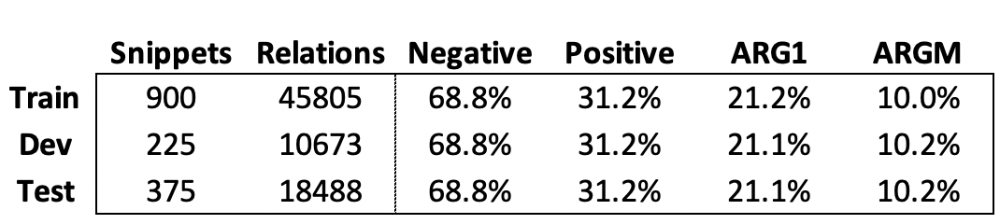 Snippets Relations Negative Positive ARG1 ARGM
Train 900 45805 68.8% 31.2% 21.2% 10.0%
Dev 225 10673 68.8% 31.2% 21.1% 10.2%
Test 375 18488 68.8% 31.2% 21.1% 10.2%